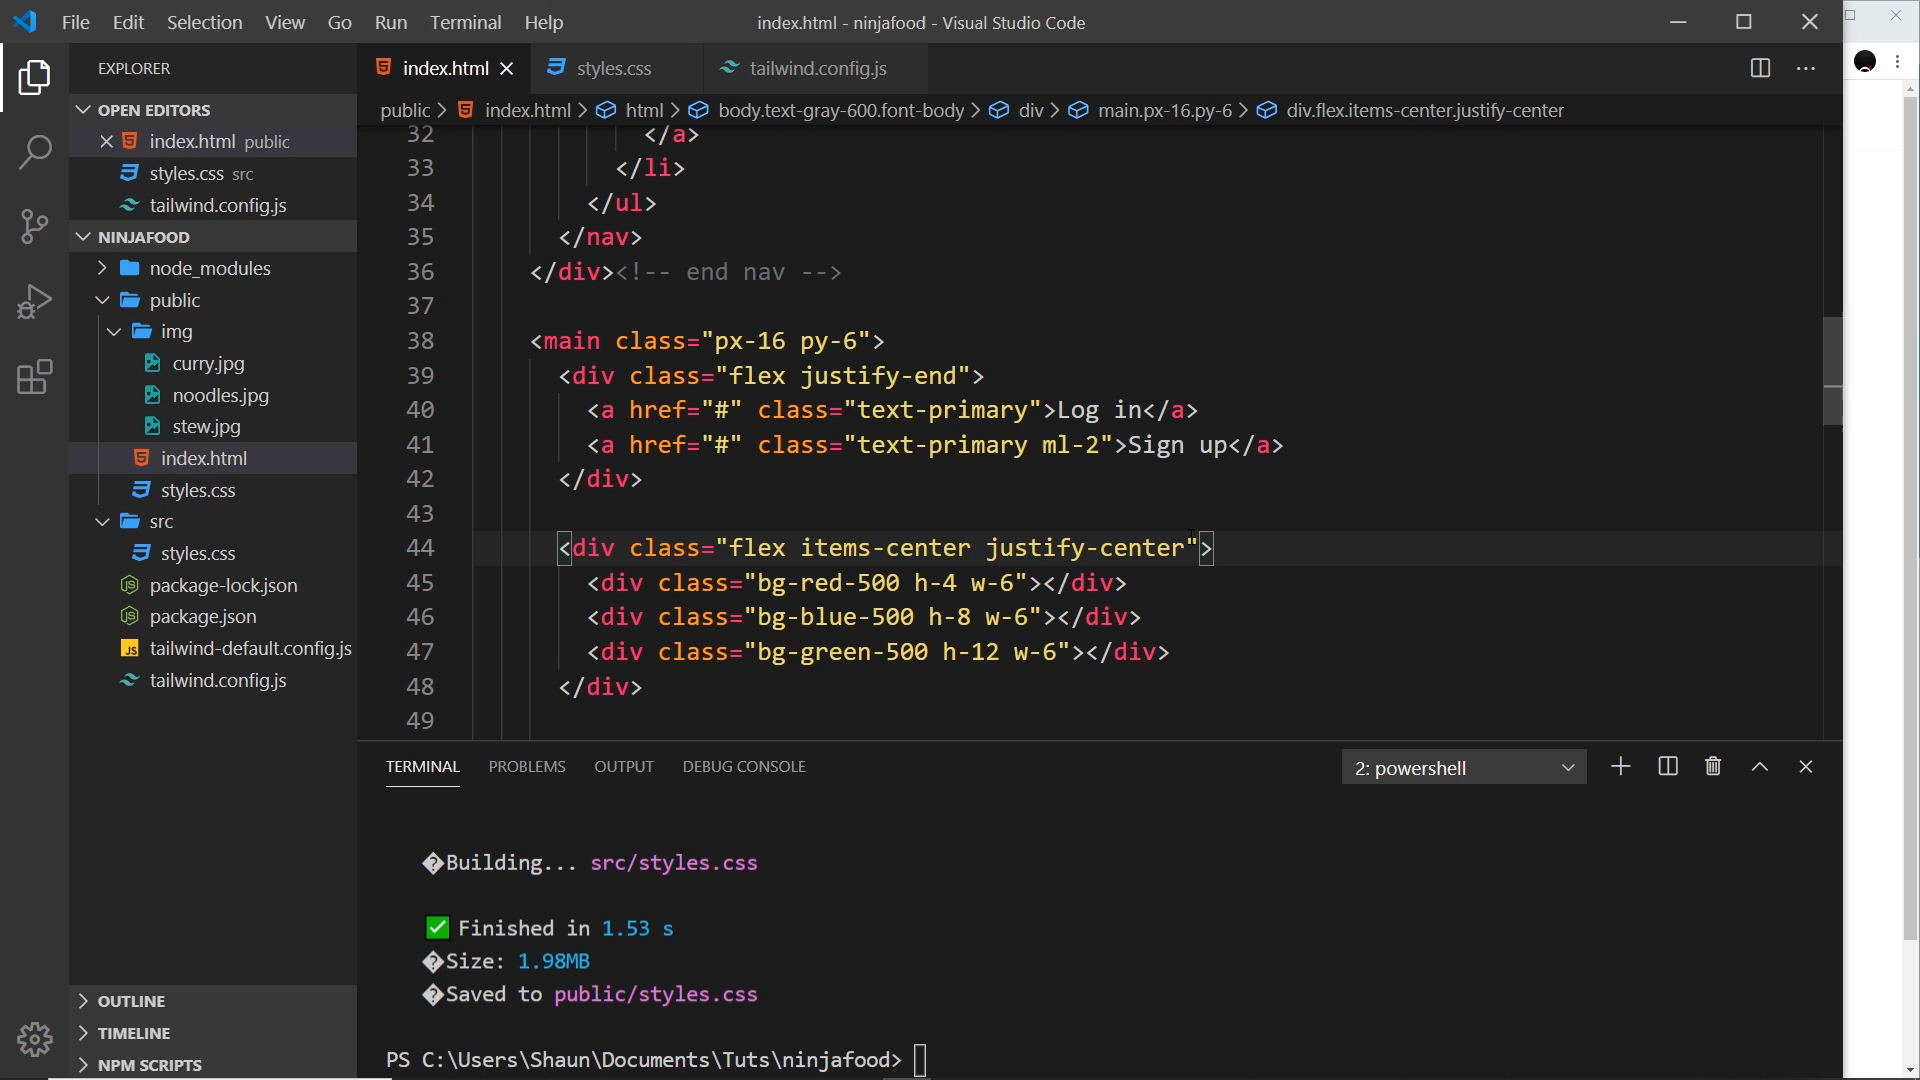 File Edit Selection View Go Run Terminal Help
index.html - ninjafood - Visual Studio Code
EXPLORER
OPEN EDITORS
index.html public
styles.css src
tailwind.config.js
NINJAFOOD
node_modules
public
img
curry.jpg
noodles.jpg
stew.jpg
index.html
styles.css
src
styles.css
package-lock.json
package.json
JS tailwind-default.config.js
tailwind.config.js
OUTLINE
TIMELINE
NPM SCRIPTS
index.html styles.css tailwind.config.js
public > index.html > html > body.text-gray-600.font-body > div > main.px-16.py-6 > div.flex.items-center.justify-center
32 </a>
33 </li>
34 </ul>
35 </nav>
36 </div><!-- end nav -->
37
38 <main class="px-16 py-6">
39 <div class="flex justify-end">
40 <a href="#" class="text-primary">Log in</a>
41 <a href="#" class="text-primary ml-2">Sign up</a>
42 </div>
43
44 <div class="flex items-center justify-center">
45 <div class="bg-red-500 h-4 w-6"></div>
46 <div class="bg-blue-500 h-8 w-6"></div>
47 <div class="bg-green-500 h-12 w-6"></div>
48 </div>
49
TERMINAL PROBLEMS OUTPUT DEBUG CONSOLE
2: powershell
�Building... src/styles.css
✅ Finished in 1.53 s
�Size: 1.98MB
�Saved to public/styles.css
PS C:\Users\Shaun\Documents\Tuts\ninjafood>